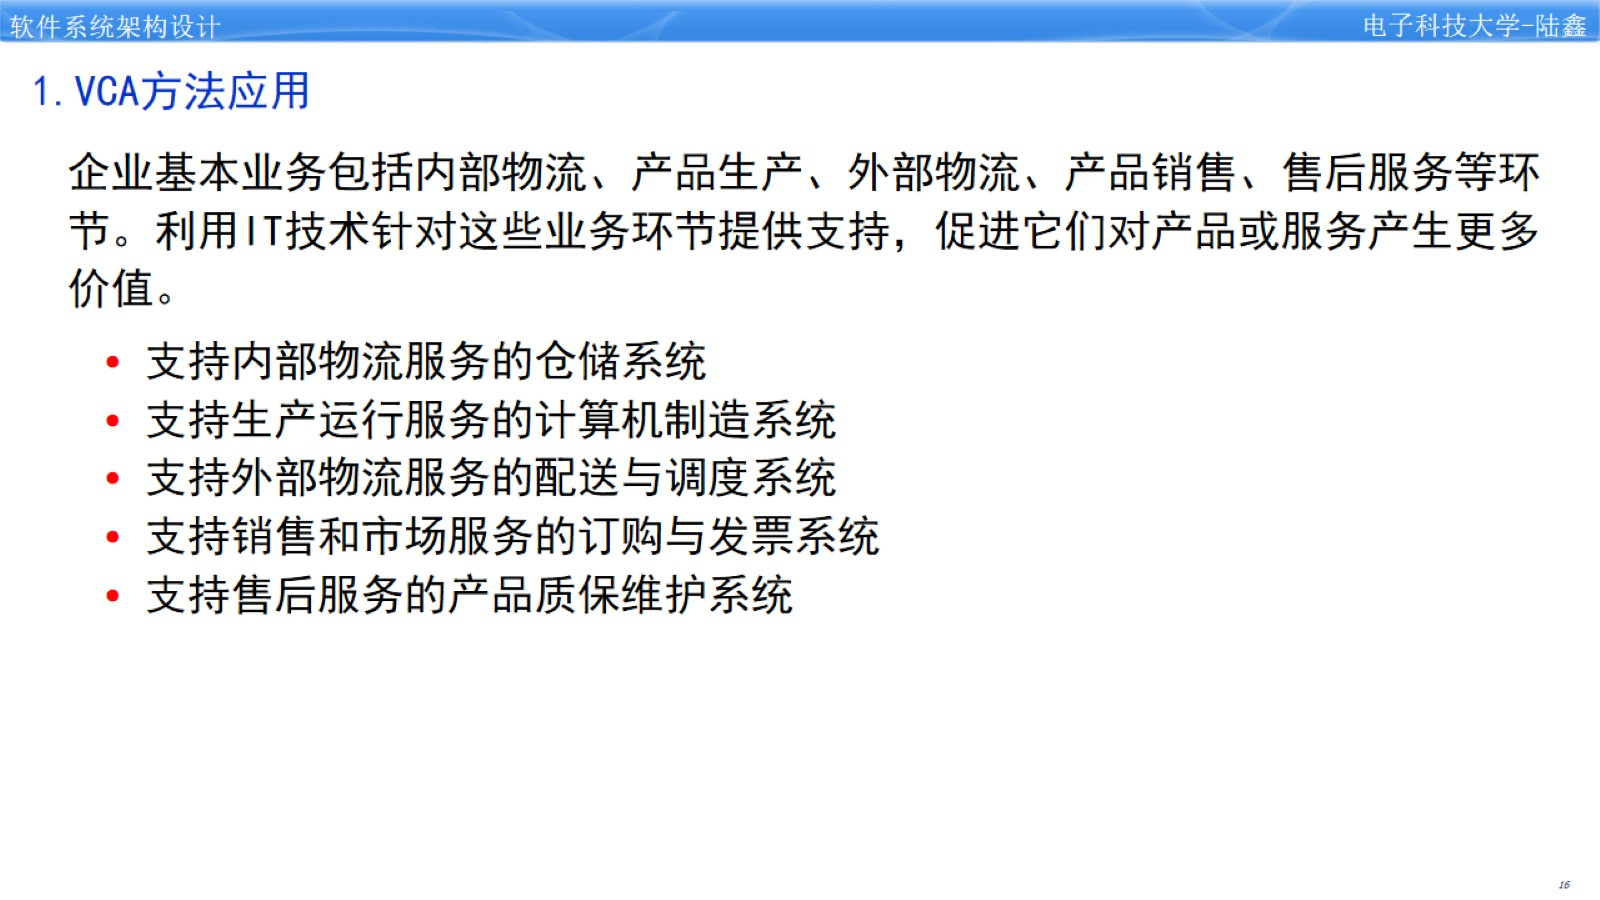 软件系统架构设计
电子科技大学-陆鑫
1.VCA方法应用
企业基本业务包括内部物流、产品生产、外部物流、产品销售、售后服务等环
节。利用IT技术针对这些业务环节提供支持，促进它们对产品或服务产生更多
价值。
• 支持内部物流服务的仓储系统
• 支持生产运行服务的计算机制造系统
• 支持外部物流服务的配送与调度系统
• 支持销售和市场服务的订购与发票系统
• 支持售后服务的产品质保维护系统
16